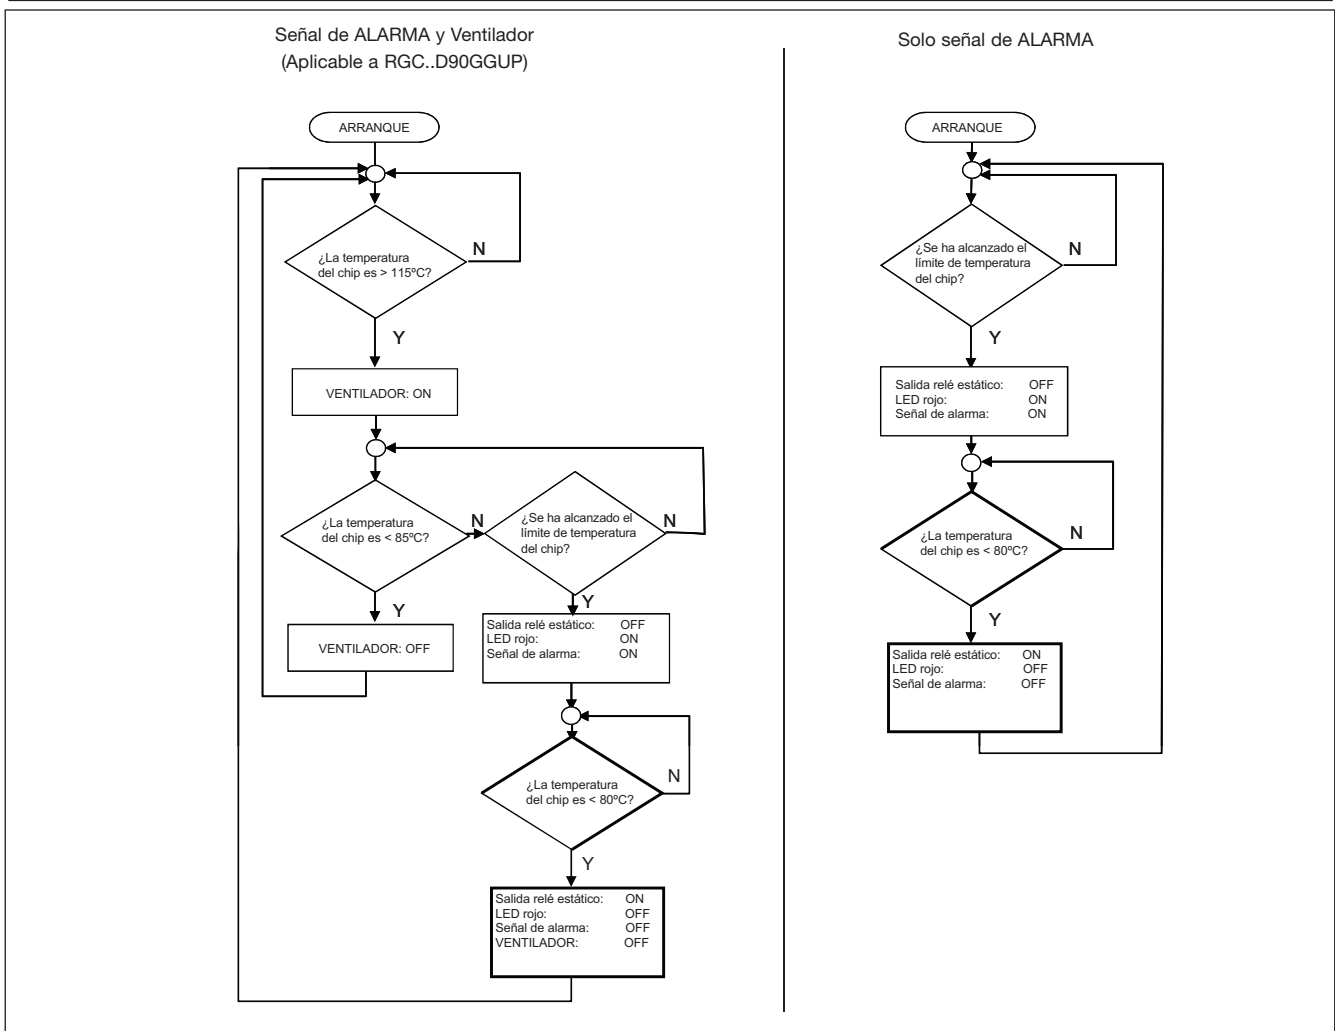 Señal de ALARMA y Ventilador
(Aplicable a RGC..D90GGUP)
ARRANQUE
¿La temperatura
del chip es > 115ºC?
N
Y
VENTILADOR: ON
¿La temperatura
del chip es < 85ºC?
N
¿Se ha alcanzado el
límite de temperatura
del chip?
N
Y
VENTILADOR: OFF
Y
Salida relé estático: OFF
LED rojo: ON
Señal de alarma: ON
¿La temperatura
del chip es < 80ºC?
N
Y
Salida relé estático: ON
LED rojo: OFF
Señal de alarma: OFF
VENTILADOR: OFF
Solo señal de ALARMA
ARRANQUE
¿Se ha alcanzado el
límite de temperatura
del chip?
N
Y
Salida relé estático: OFF
LED rojo: ON
Señal de alarma: ON
¿La temperatura
del chip es < 80ºC?
N
Y
Salida relé estático: ON
LED rojo: OFF
Señal de alarma: OFF